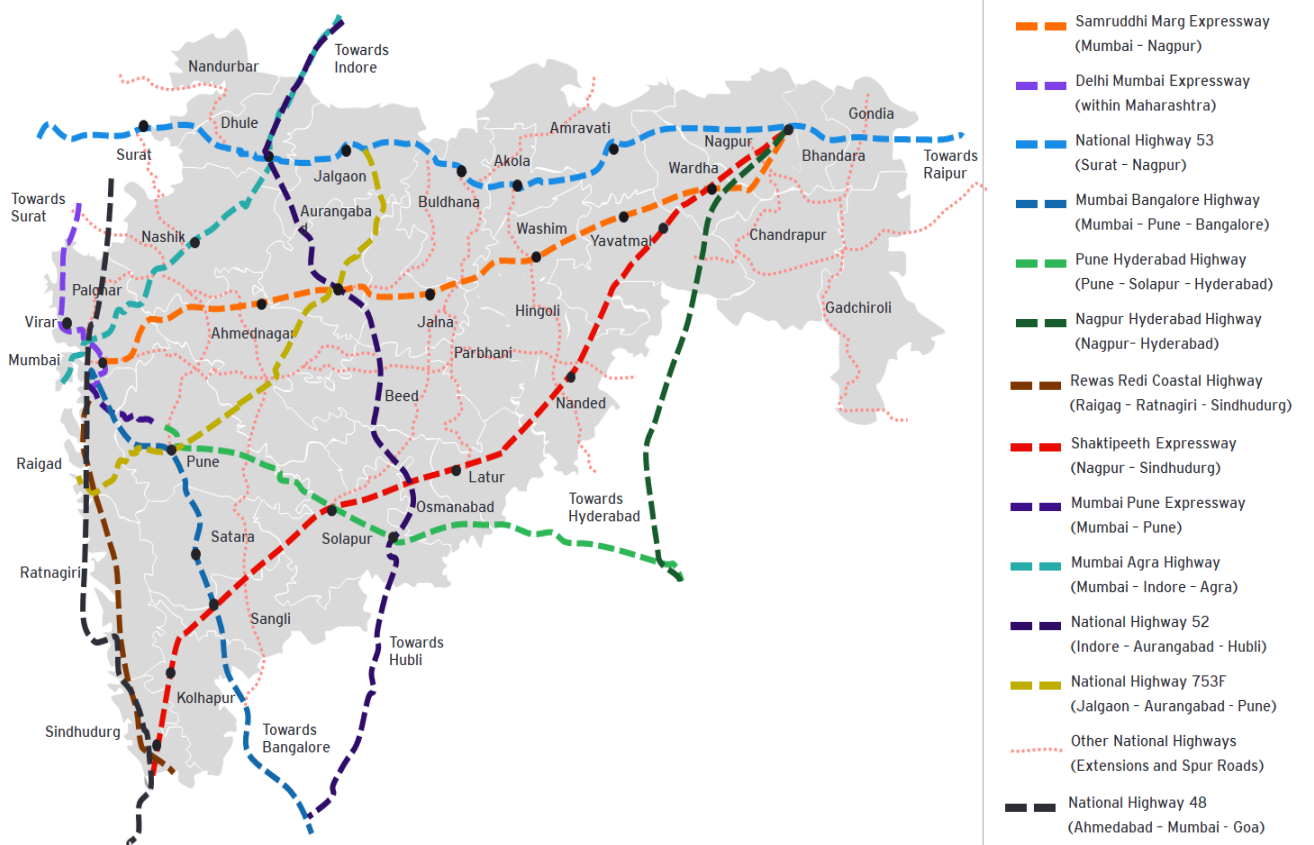 Towards
Indore
Nandurbar
Dhule
Surat
Jalgaon
Buldhana
Akola
Amravati
Nagpur
Wardha
Gondia
Bhandara
Towards
Raipur
Towards
Surat
Nashik
Aurangaba
d
Washim
Yavatmal
Chandrapur
Palghar
Virar
Mumbai
Ahmednagar
Jalna
Hingoli
Gadchiroli
Parbhani
Beed
Nanded
Raigad
Pune
Latur
Osmanabad
Towards
Hyderabad
Satara
Solapur
Ratnagiri
Sangli
Towards
Hubli
Kolhapur
Sindhudurg
Towards
Bangalore
Samruddhi Marg Expressway
(Mumbai – Nagpur)
Delhi Mumbai Expressway
(within Maharashtra)
National Highway 53
(Surat – Nagpur)
Mumbai Bangalore Highway
(Mumbai – Pune – Bangalore)
Pune Hyderabad Highway
(Pune – Solapur – Hyderabad)
Nagpur Hyderabad Highway
(Nagpur– Hyderabad)
Rewas Redi Coastal Highway
(Raigag – Ratnagiri - Sindhudurg)
Shaktipeeth Expressway
(Nagpur – Sindhudurg)
Mumbai Pune Expressway
(Mumbai – Pune)
Mumbai Agra Highway
(Mumbai – Indore – Agra)
National Highway 52
(Indore – Aurangabad - Hubli)
National Highway 753F
(Jalgaon – Aurangabad - Pune)
Other National Highways
(Extensions and Spur Roads)
National Highway 48
(Ahmedabad – Mumbai - Goa)